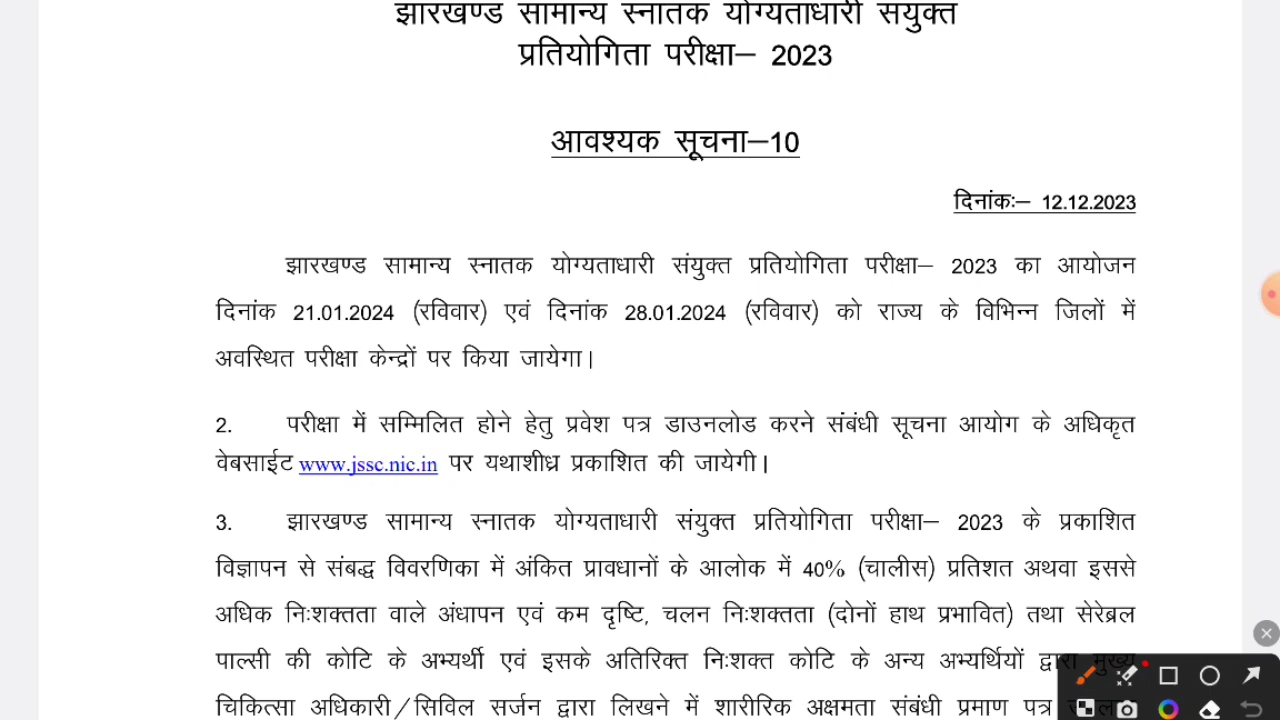 झारखण्ड सामान्य स्नातक योग्यताधारी संयुक्त
प्रतियोगिता परीक्षा– 2023
आवश्यक सूचना–10
दिनांकः– 12.12.2023
झारखण्ड सामान्य स्नातक योग्यताधारी संयुक्त प्रतियोगिता परीक्षा– 2023 का आयोजन
दिनांक 21.01.2024 (रविवार) एवं दिनांक 28.01.2024 (रविवार) को राज्य के विभिन्न जिलों में
अवस्थित परीक्षा केन्द्रों पर किया जायेगा।
2. परीक्षा में सम्मिलित होने हेतु प्रवेश पत्र डाउनलोड करने संबंधी सूचना आयोग के अधिकृत
वेबसाईट www.jssc.nic.in पर यथाशीध्र प्रकाशित की जायेगी।
3. झारखण्ड सामान्य स्नातक योग्यताधारी संयुक्त प्रतियोगिता परीक्षा– 2023 के प्रकाशित
विज्ञापन से संबद्ध विवरणिका में अंकित प्रावधानों के आलोक में 40% (चालीस) प्रतिशत अथवा इससे
अधिक निःशक्तता वाले अंधापन एवं कम दृष्टि, चलन निःशक्तता (दोनों हाथ प्रभावित) तथा सेरेब्रल
पाल्सी की कोटि के अभ्यर्थी एवं इसके अतिरिक्त निःशक्त कोटि के अन्य अभ्यर्थियों द्वारा मुख्य
चिकित्सा अधिकारी/सिविल सर्जन द्वारा लिखने में शारीरिक अक्षमता संबंधी प्रमाण पत्र